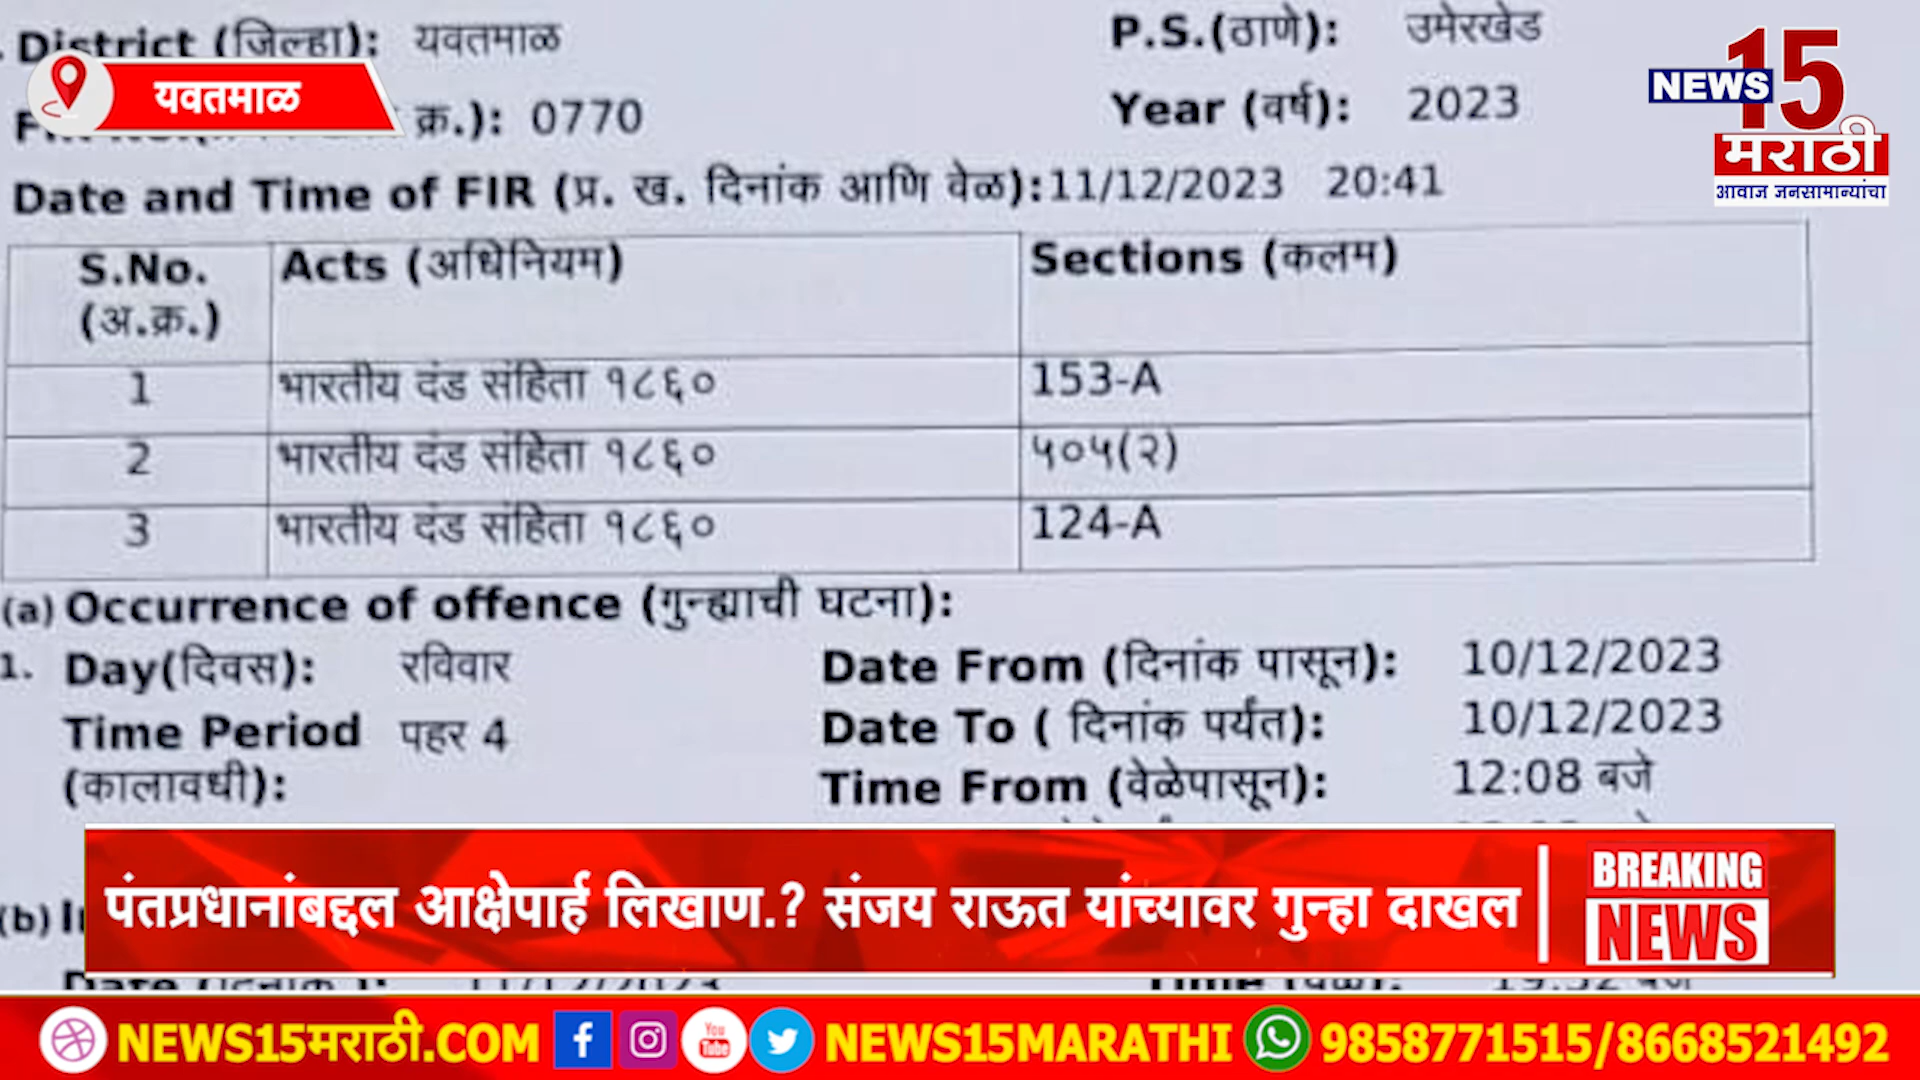 District (जिल्हा): यवतमाळ P.S.(ठाणे): उमेरखेड
यवतमाळ
NEWS 15
मराठी
आवाज जनसामान्यांचा
क्र.): 0770 Year (वर्ष): 2023
Date and Time of FIR (प्र. ख. दिनांक आणि वेळ): 11/12/2023 20:41
S.No. (अ.क्र.) Acts (अधिनियम) Sections (कलम)
1 भारतीय दंड संहिता १८६० 153-A
2 भारतीय दंड संहिता १८६० ५०५(२)
3 भारतीय दंड संहिता १८६० 124-A
(a) Occurrence of offence (गुन्ह्याची घटना):
1. Day(दिवस): रविवार Date From (दिनांक पासून): 10/12/2023
Time Period पहर 4 Date To ( दिनांक पर्यंत): 10/12/2023
(कालावधी): Time From (वेळेपासून): 12:08 बजे
पंतप्रधानांबद्दल आक्षेपार्ह लिखाण.? संजय राऊत यांच्यावर गुन्हा दाखल
BREAKING
NEWS
(b)
NEWS15मराठी.COM f You Tube NEWS15MARATHI 9858771515/8668521492